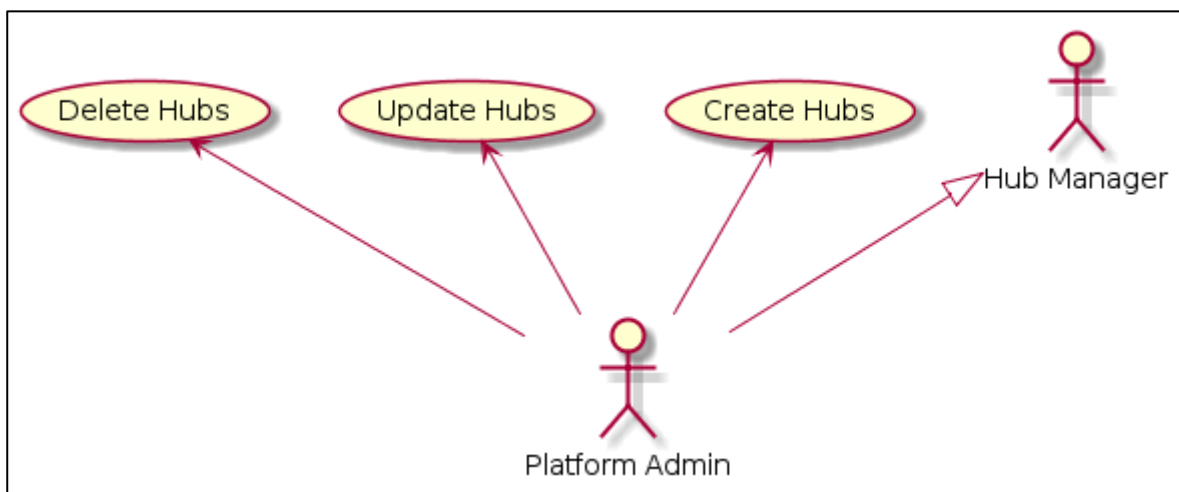 Delete Hubs
Update Hubs
Create Hubs
Hub Manager
Platform Admin